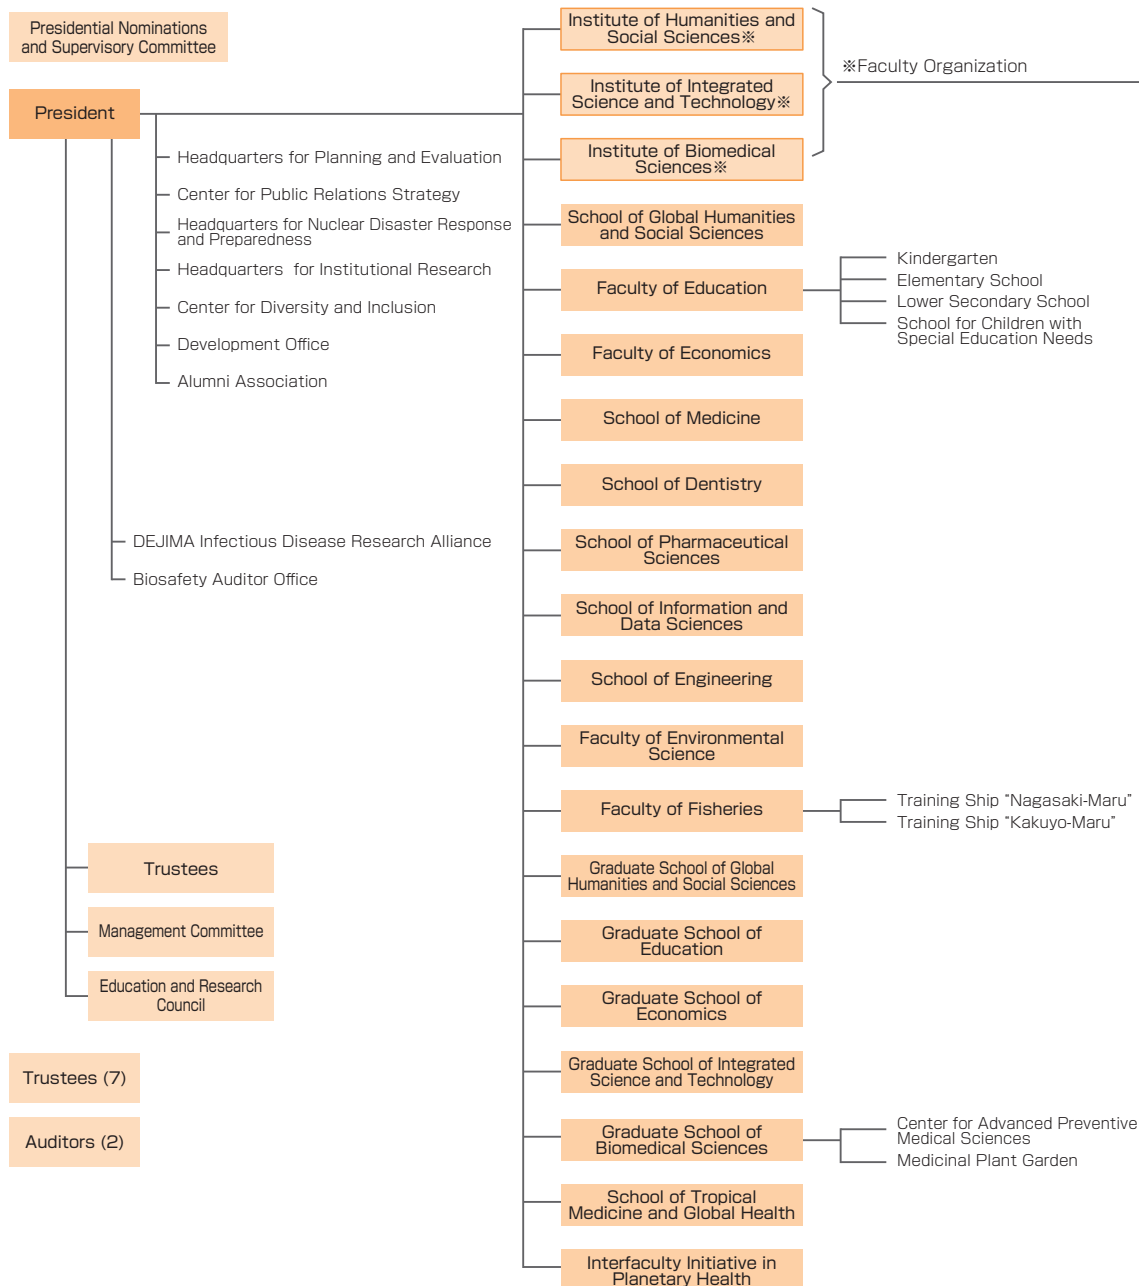 Presidential Nominations
and Supervisory Committee
President
Headquarters for Planning and Evaluation
Center for Public Relations Strategy
Headquarters for Nuclear Disaster Response
and Preparedness
Headquarters for Institutional Research
Center for Diversity and Inclusion
Development Office
Alumni Association
DEJIMA Infectious Disease Research Alliance
Biosafety Auditor Office
Trustees
Management Committee
Education and Research
Council
Trustees (7)
Auditors (2)
Institute of Humanities and
Social Sciences※
Institute of Integrated
Science and Technology※
Institute of Biomedical
Sciences※
※Faculty Organization
School of Global Humanities
and Social Sciences
Faculty of Education
Kindergarten
Elementary School
Lower Secondary School
School for Children with
Special Education Needs
Faculty of Economics
School of Medicine
School of Dentistry
School of Pharmaceutical
Sciences
School of Information and
Data Sciences
School of Engineering
Faculty of Environmental
Science
Faculty of Fisheries
Training Ship "Nagasaki-Maru"
Training Ship "Kakuyo-Maru"
Graduate School of Global
Humanities and Social Sciences
Graduate School of
Education
Graduate School of
Economics
Graduate School of Integrated
Science and Technology
Graduate School of
Biomedical Sciences
Center for Advanced Preventive
Medical Sciences
Medicinal Plant Garden
School of Tropical
Medicine and Global Health
Interfaculty Initiative in
Planetary Health